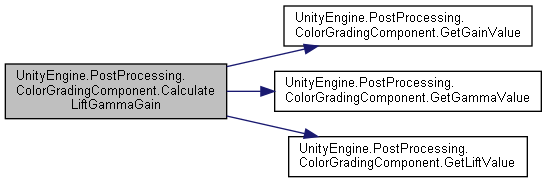 UnityEngine.PostProcessing.
ColorGradingComponent.Calculate
LiftGammaGain
UnityEngine.PostProcessing.
ColorGradingComponent.GetGainValue
UnityEngine.PostProcessing.
ColorGradingComponent.GetGammaValue
UnityEngine.PostProcessing.
ColorGradingComponent.GetLiftValue